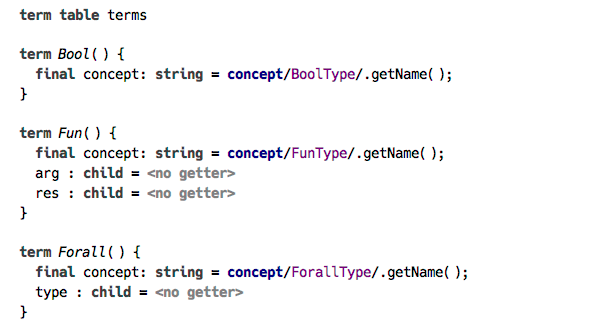 term table terms
term Bool() {
final concept: string = concept/BoolType/.getName( );
}
term Fun() {
final concept: string = concept/FunType/.getName( );
arg : child = <no getter>
res : child = <no getter>
}
term Forall() {
final concept: string = concept/ForallType/.getName( );
type : child = <no getter>
}